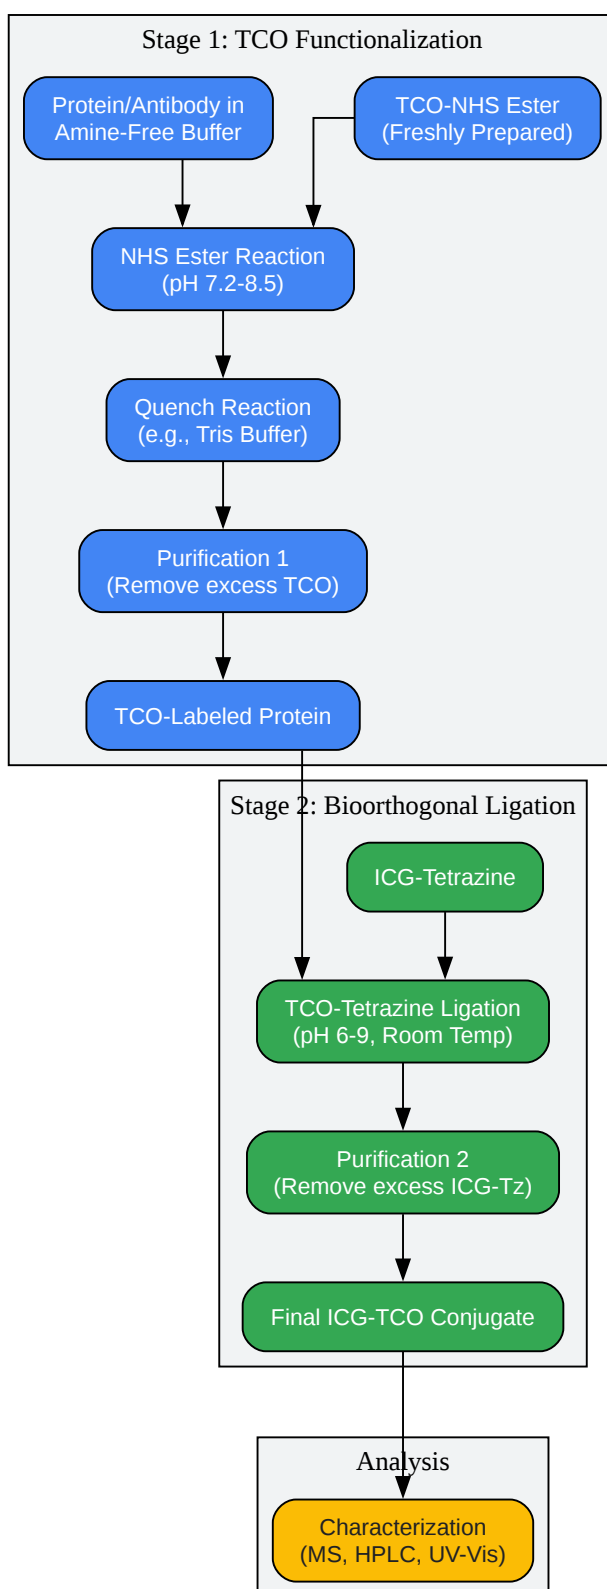 Stage 1: TCO Functionalization
Protein/Antibody in
Amine-Free Buffer
TCO-NHS Ester
(Freshly Prepared)
NHS Ester Reaction
(pH 7.2-8.5)
Quench Reaction
(e.g., Tris Buffer)
Purification 1
(Remove excess TCO)
TCO-Labeled Protein
Stage 2: Bioorthogonal Ligation
ICG-Tetrazine
TCO-Tetrazine Ligation
(pH 6-9, Room Temp)
Purification 2
(Remove excess ICG-Tz)
Final ICG-TCO Conjugate
Analysis
Characterization
(MS, HPLC, UV-Vis)